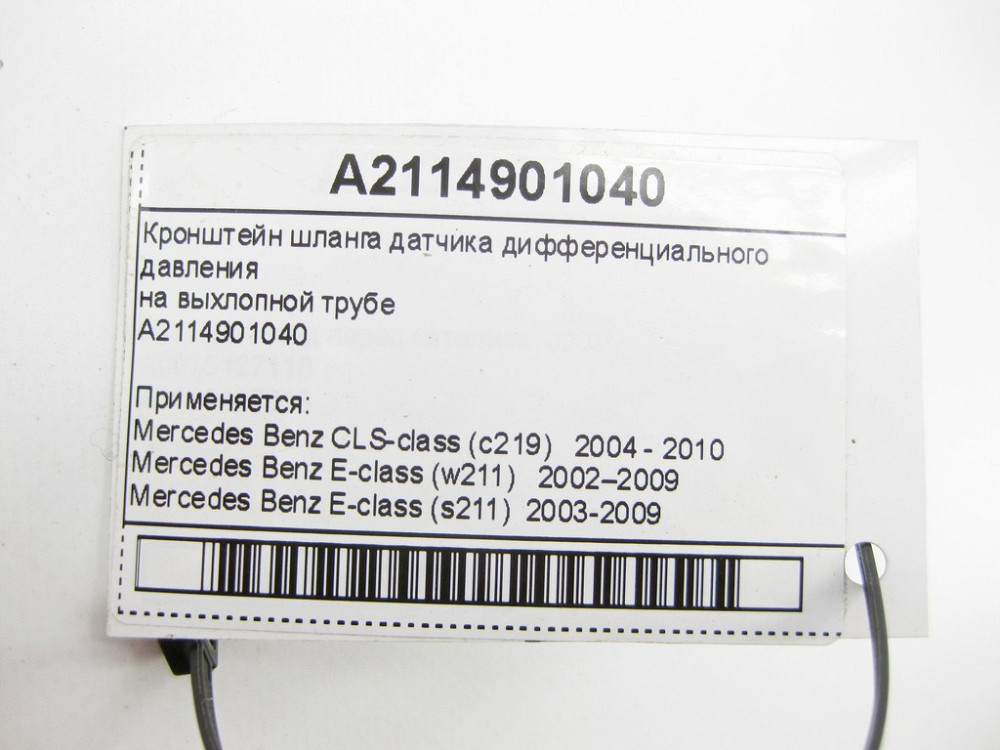 A2114901040
Кронштейн шланга датчика дифференциального
давления
на выхлопной трубе
A2114901040
Применяется:
Mercedes Benz CLS-class (c219) 2004 - 2010
Mercedes Benz E-class (w211) 2002–2009
Mercedes Benz E-class (s211) 2003-2009